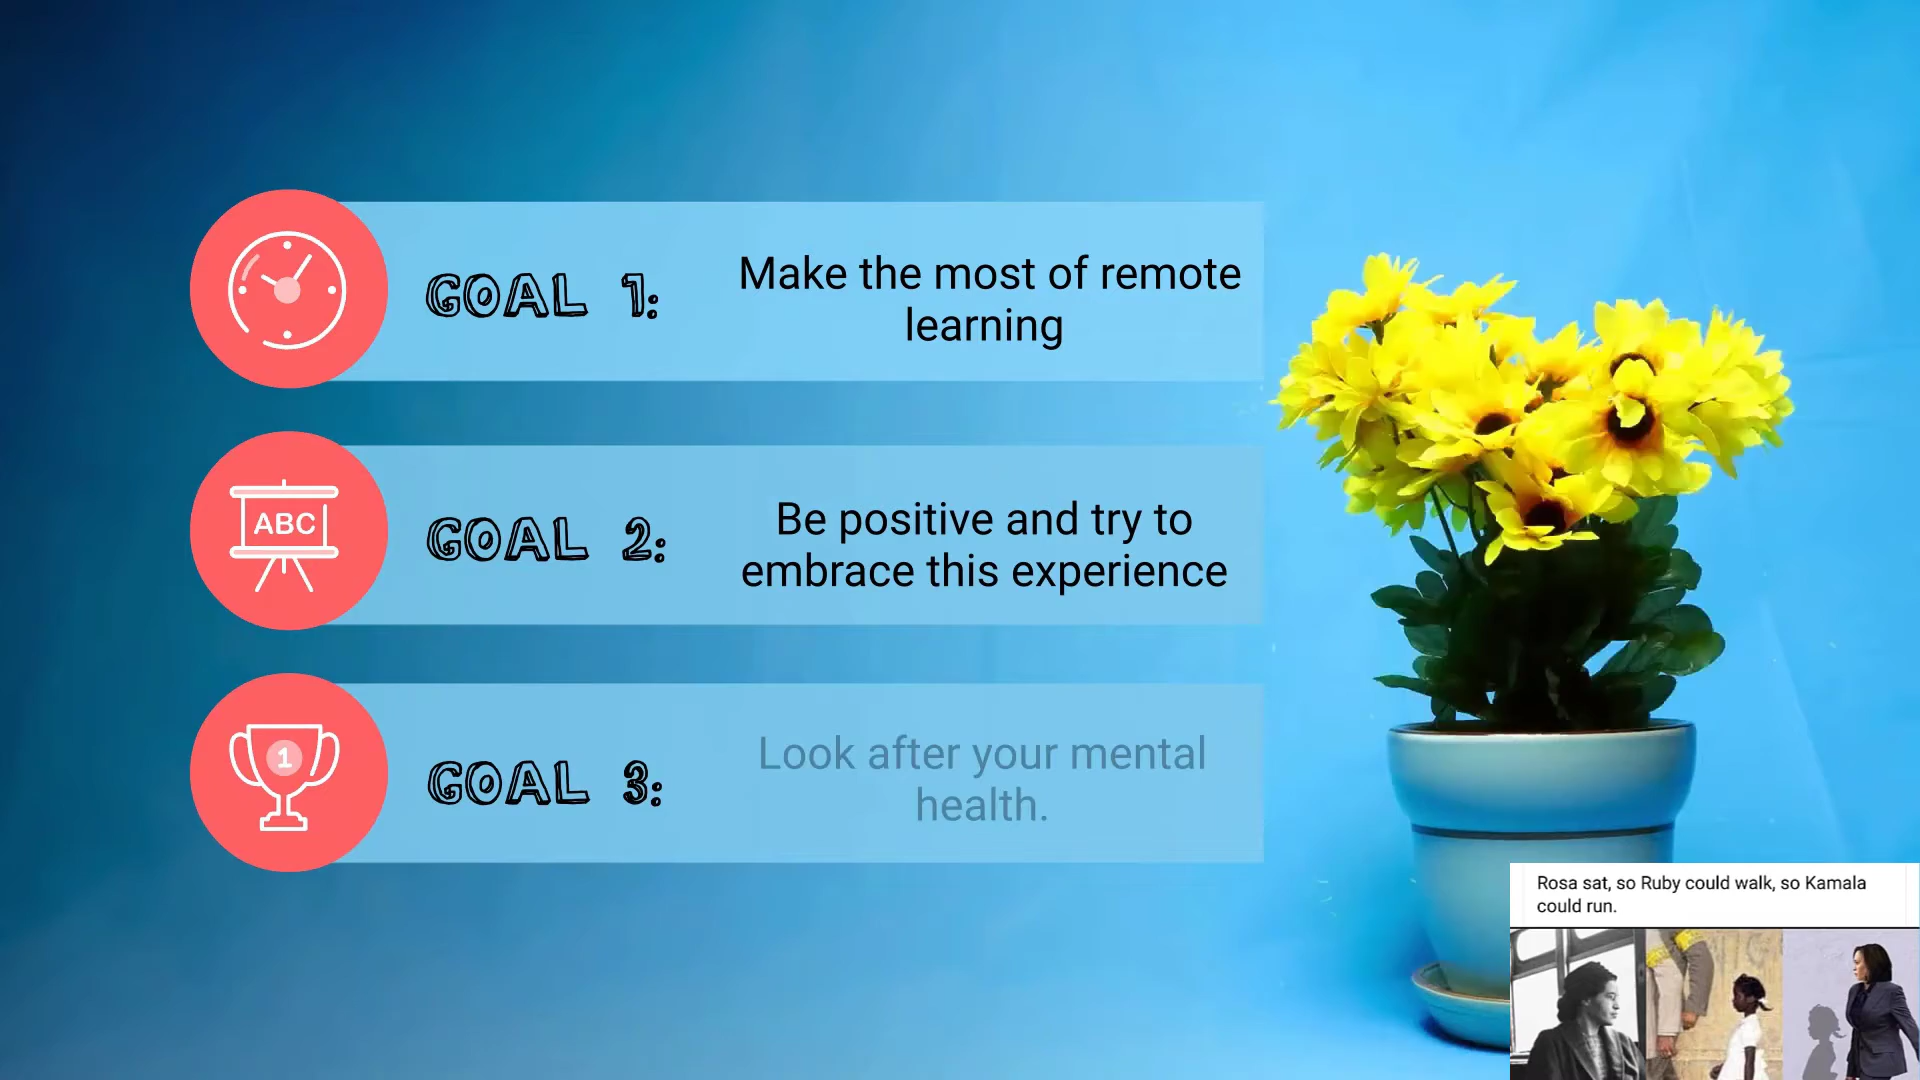 GOAL 1:
Make the most of remote
learning
ABC
GOAL 2:
Be positive and try to
embrace this experience
1
GOAL 3:
Look after your mental
health.
Rosa sat, so Ruby could walk, so Kamala
could run.